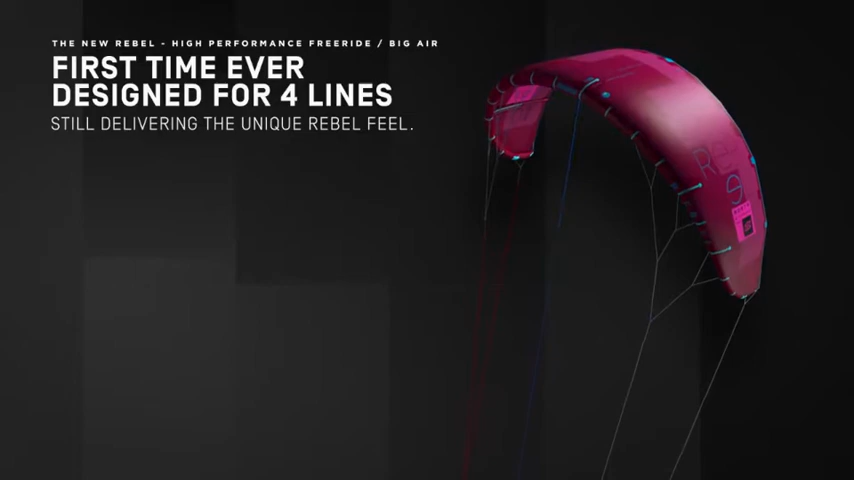 THE NEW REBEL - HIGH PERFORMANCE FREERIDE / BIG AIR
FIRST TIME EVER
DESIGNED FOR 4 LINES
STILL DELIVERING THE UNIQUE REBEL FEEL.